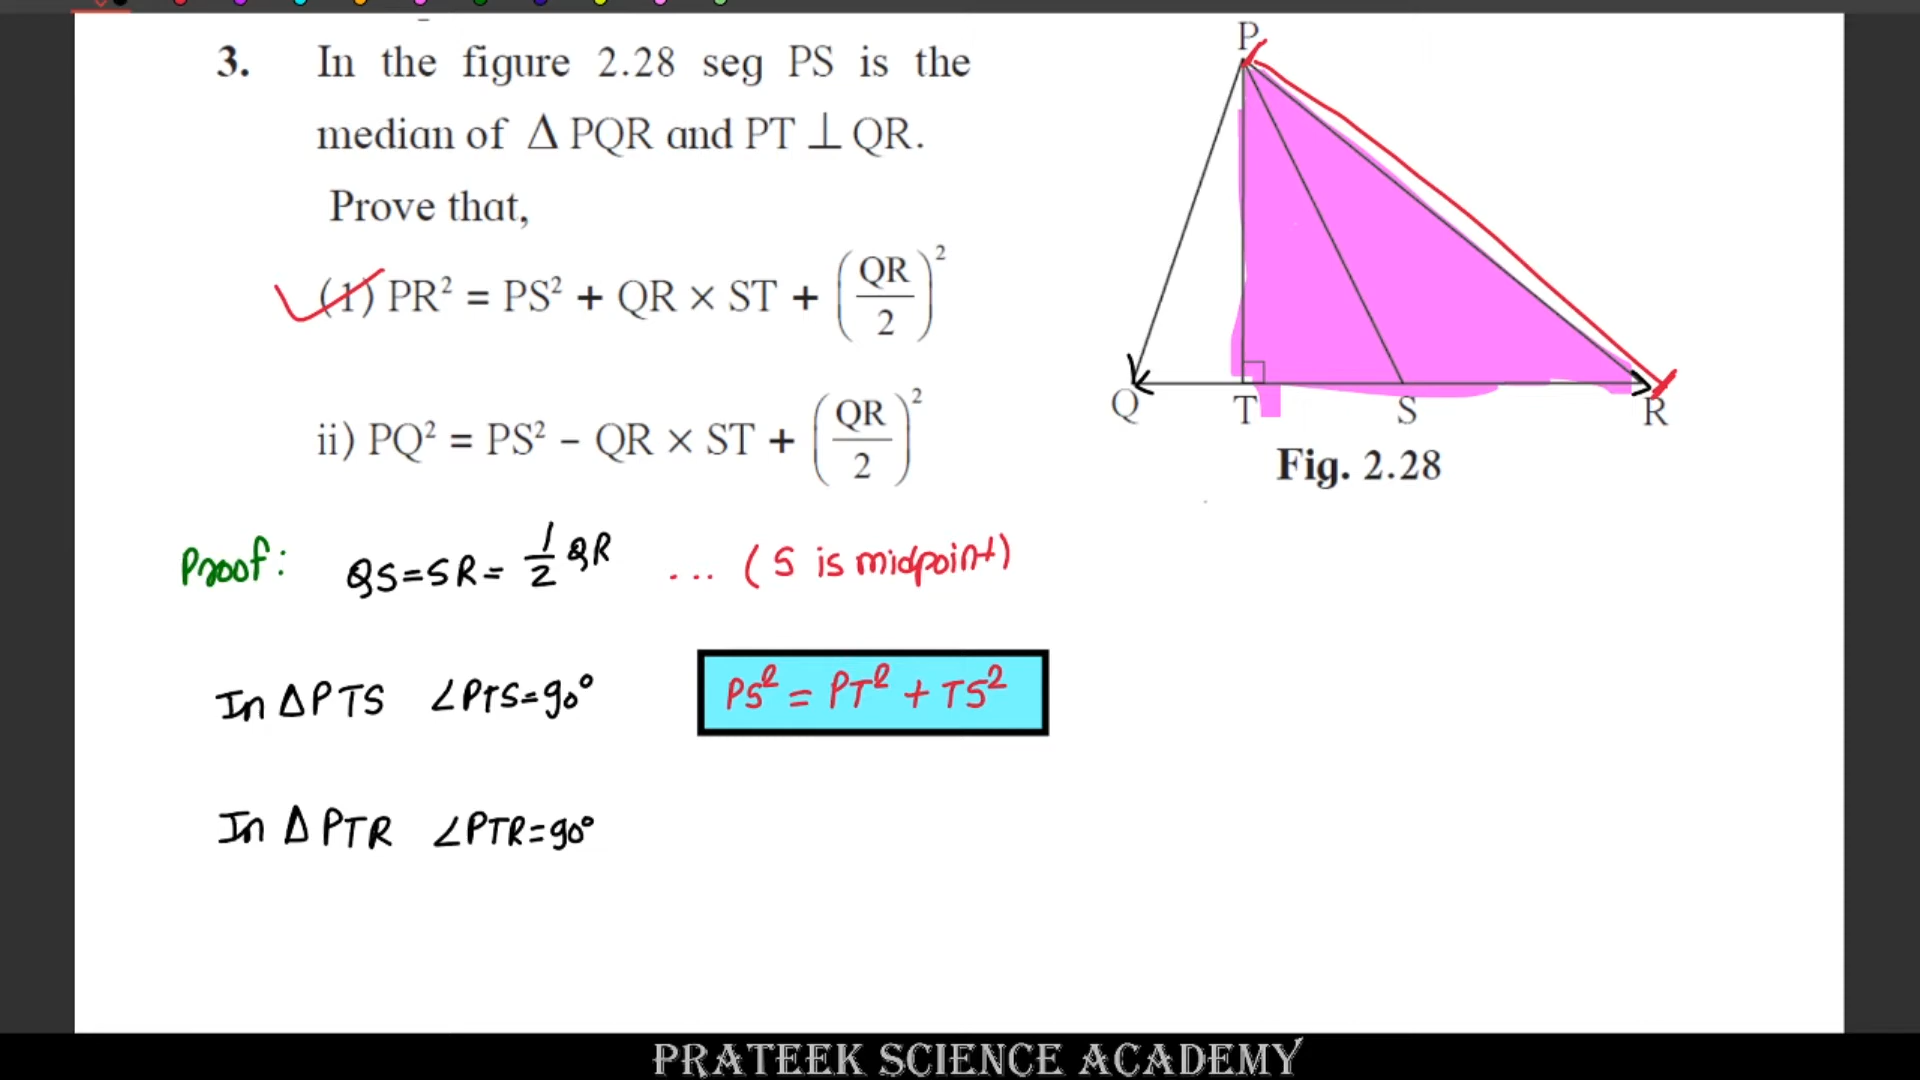 3. In the figure 2.28 seg PS is the
median of Δ PQR and PT ⊥ QR.
Prove that,
(1) PR² = PS² + QR × ST + (QR/2)²
ii) PQ² = PS² − QR × ST + (QR/2)²
P
Q T S R
Fig. 2.28
Proof: QS=SR= 1/2 QR ... (S is midpoint)
In ΔPTS ∠PTS=90° PS² = PT² + TS²
In Δ PTR ∠PTR=90°
PRATEEK SCIENCE ACADEMY